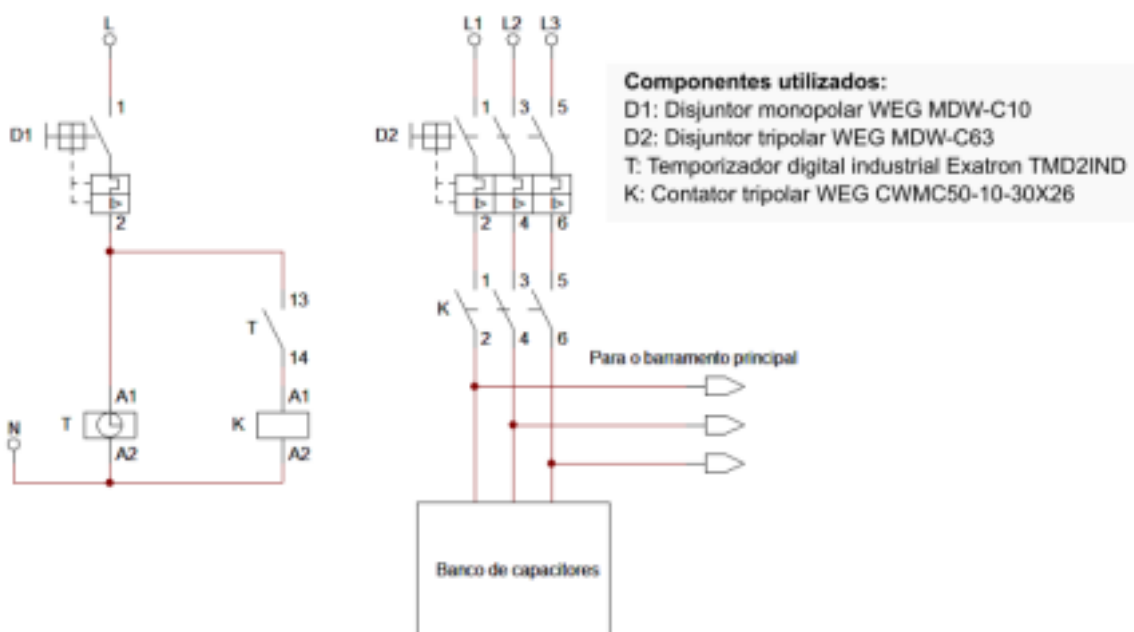 L
L1 L2 L3
Componentes utilizados:
D1: Disjuntor monopolar WEG MDW-C10
D2: Disjuntor tripolar WEG MDW-C63
T: Temporizador digital industrial Exatron TMD2IND
K: Contator tripolar WEG CWMC50-10-30X26
1
D1
2
1 3 5
D2
2 4 6
13
T
14
1 3 5
K
2 4 6
Para o barramento principal
A1
T
A2
A1
K
A2
N
Banco de capacitores